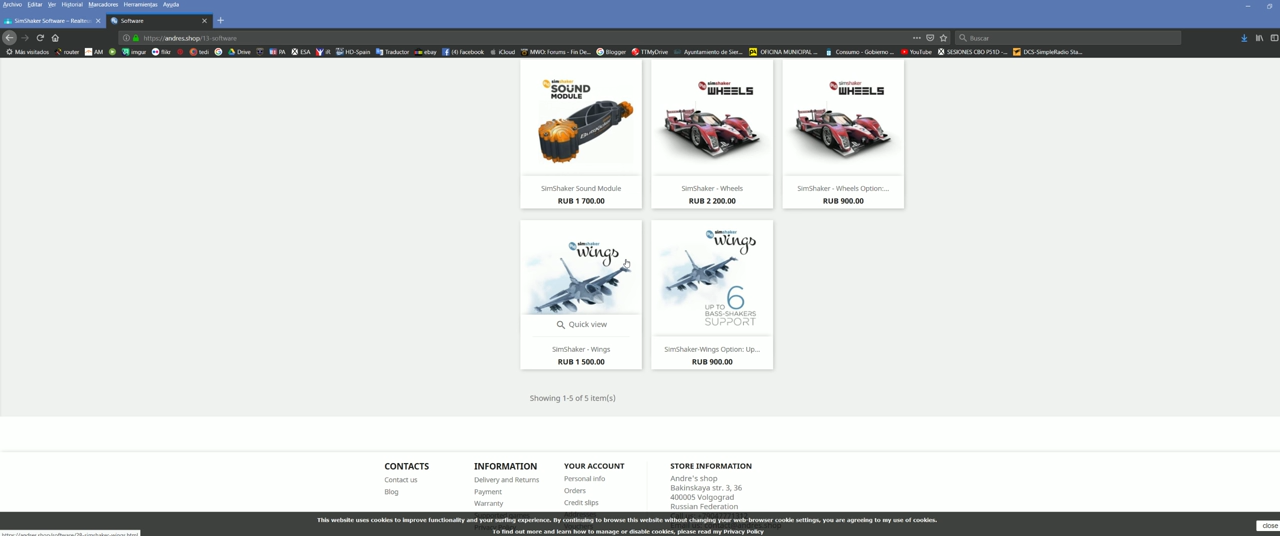 Archivo Editar Ver Historial Marcadores Herramientas Ayuda
SimShaker Software – Realteus
Software
https://andres.shop/13-software
Buscar
Más visitados router AM imgur flikr tedi Drive PA ESA iR HD-Spain Traductor ebay (4) Facebook iCloud MWO: Forums - Fin De... Blogger TTMyDrive Ayuntamiento de Sier... OFICINA MUNICIPAL ... Consumo - Gobierno ... YouTube SESIONES CBO P51D -... DCS-SimpleRadio Sta...
simshaker
SOUND
MODULE
simshaker
WHEELS
simshaker
WHEELS
SimShaker Sound Module
RUB 1 700.00
SimShaker - Wheels
RUB 2 200.00
SimShaker - Wheels Option:...
RUB 900.00
simshaker
wings
simshaker
wings
UP TO 6
BASS-SHAKERS
SUPPORT
Quick view
SimShaker - Wings
RUB 1 500.00
SimShaker-Wings Option: Up...
RUB 900.00
Showing 1-5 of 5 item(s)
CONTACTS
Contact us
Blog
INFORMATION
Delivery and Returns
Payment
Warranty
YOUR ACCOUNT
Personal info
Orders
Credit slips
STORE INFORMATION
Andre's shop
Bakinskaya str. 3, 36
400005 Volgograd
Russian Federation
This website uses cookies to improve functionality and your surfing experience. By continuing to browse this website without changing your web-browser cookie settings, you are agreeing to my use of cookies.
To find out more and learn how to manage or disable cookies, please read my Privacy Policy
close